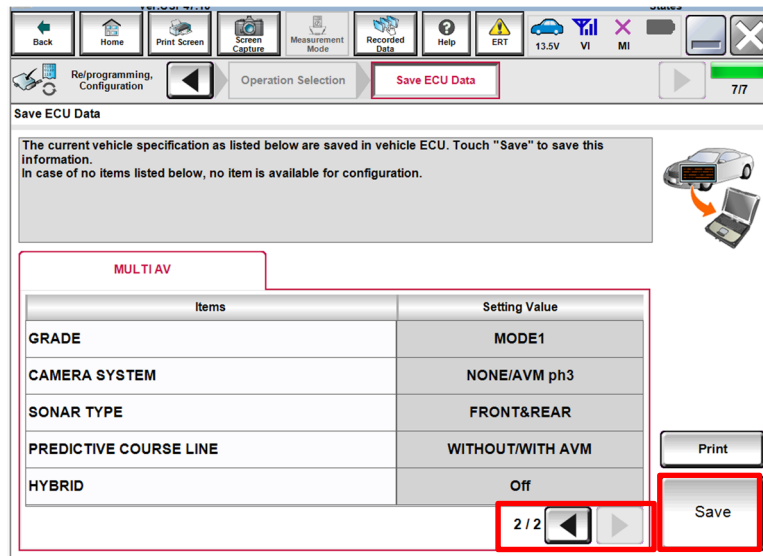 Back
Home
Print Screen
Screen
Capture
Measurement
Mode
Recorded
Data
Help
ERT
13.5V
VI
MI
Re/programming,
Configuration
Operation Selection
Save ECU Data
7/7
Save ECU Data
The current vehicle specification as listed below are saved in vehicle ECU. Touch "Save" to save this
information.
In case of no items listed below, no item is available for configuration.
MULTI AV
Items
Setting Value
GRADE
MODE1
CAMERA SYSTEM
NONE/AVM ph3
SONAR TYPE
FRONT&REAR
PREDICTIVE COURSE LINE
WITHOUT/WITH AVM
HYBRID
Off
Print
2 / 2
Save